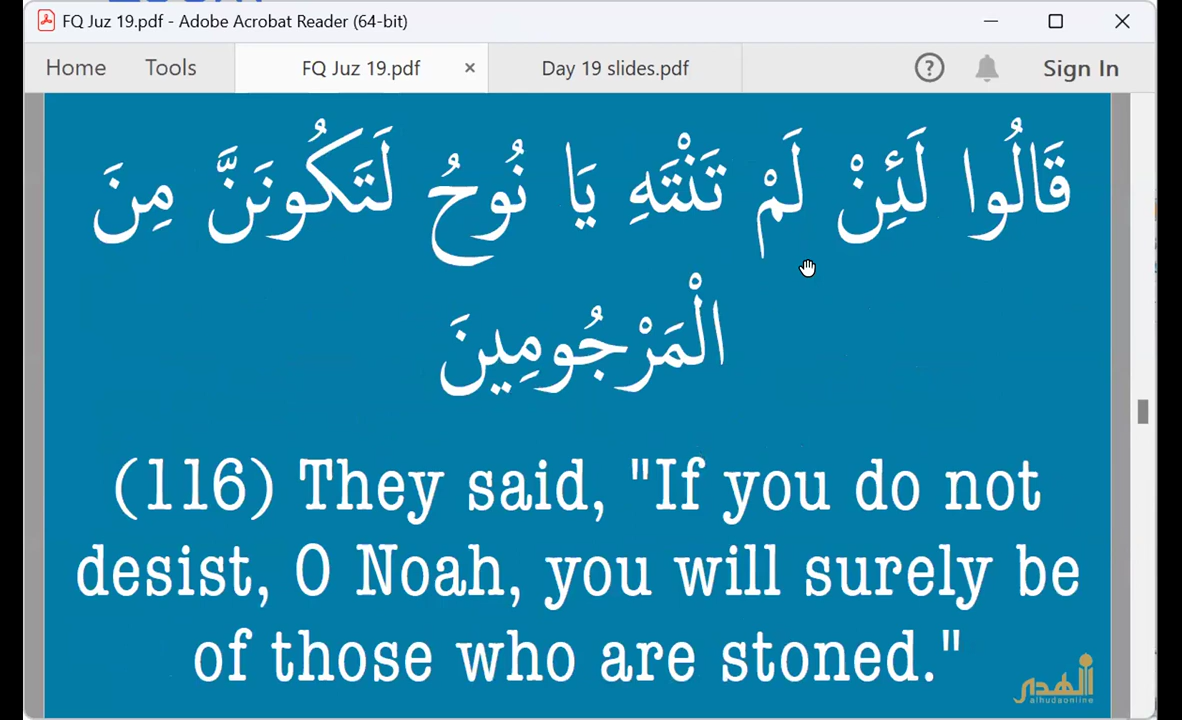 FQ Juz 19.pdf - Adobe Acrobat Reader (64-bit)
Home Tools FQ Juz 19.pdf × Day 19 slides.pdf ? Sign In
قَالُوا لَئِنْ لَمْ تَنْتَهِ يَا نُوحُ لَتَكُونَنَّ مِنَ
الْمَرْجُومِينَ
(116) They said, "If you do not
desist, O Noah, you will surely be
of those who are stoned."
الهدى
alhudaonline